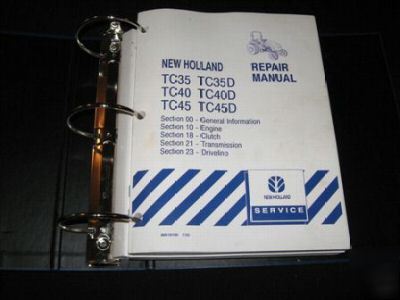 NEW HOLLAND
REPAIR
MANUAL
TC35 TC35D
TC40 TC40D
TC45 TC45D
Section 00 - General Information
Section 10 - Engine
Section 18 - Clutch
Section 21 - Transmission
Section 23 - Driveline
NEW HOLLAND
SERVICE